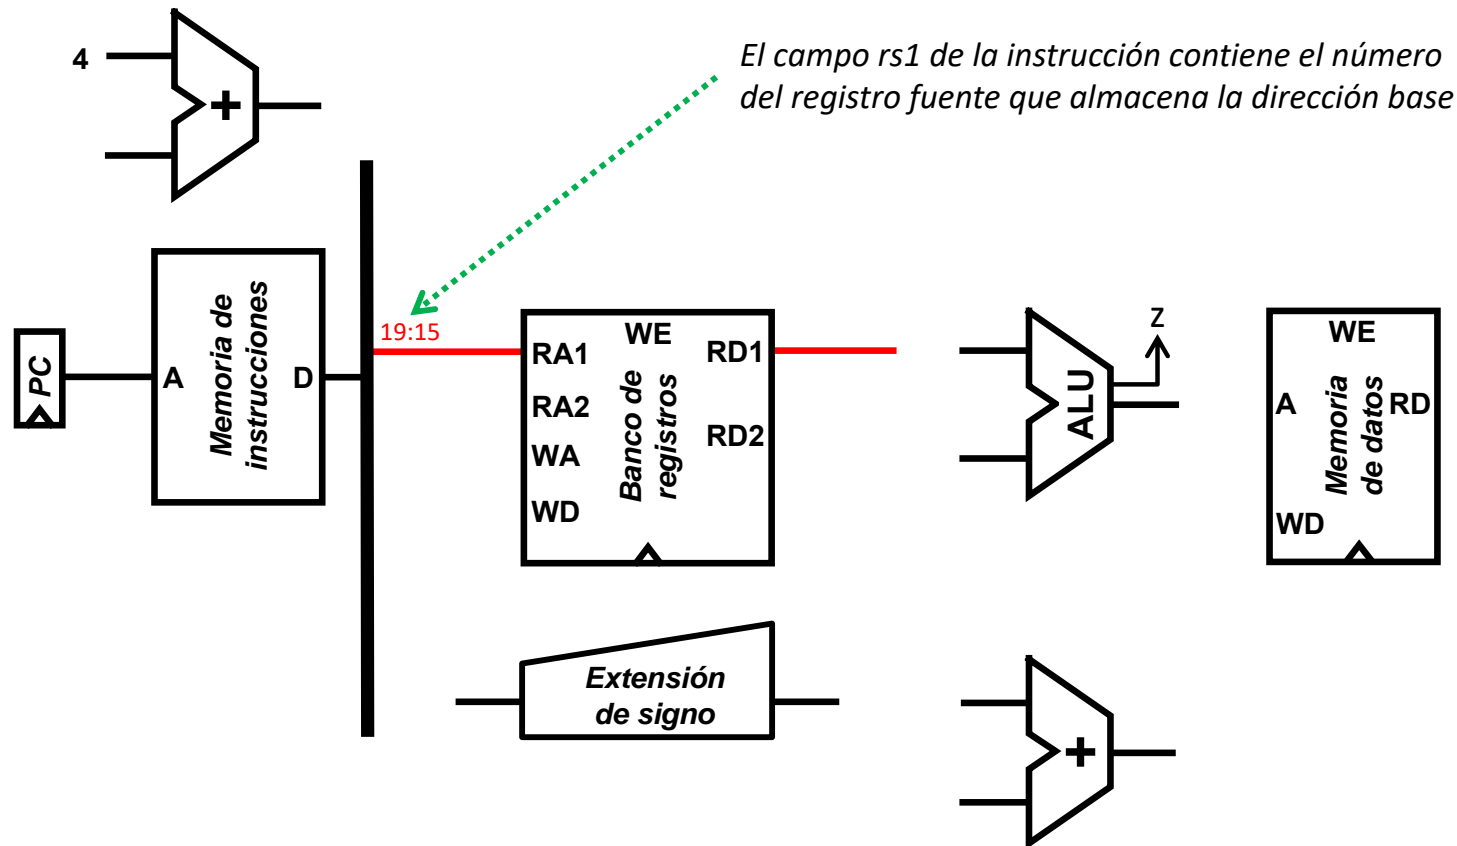 4
+
El campo rs1 de la instrucción contiene el número
del registro fuente que almacena la dirección base
PC
A
Memoria de
instrucciones
D
19:15
RA1
RA2
WA
WD
WE
Banco de
registros
RD1
RD2
ALU
Z
WE
A
RD
WD
Memoria
de datos
Extensión
de signo
+